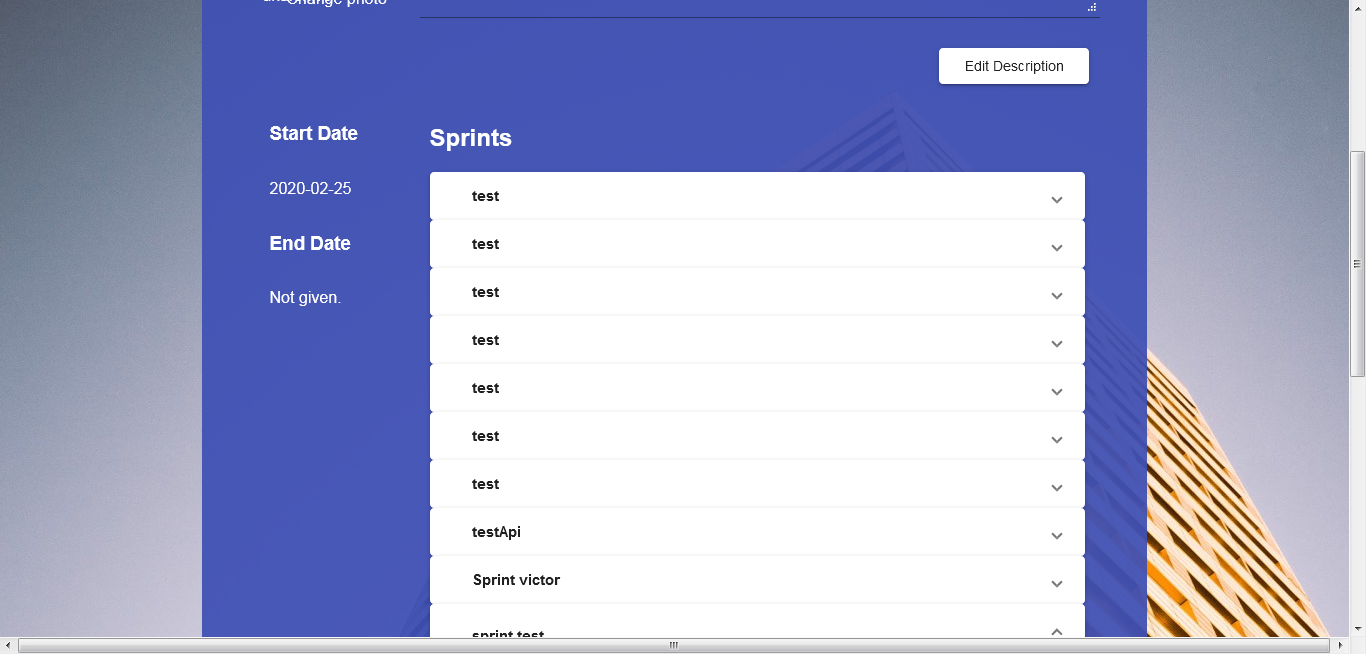 Change photo
Edit Description
Start Date
Sprints
2020-02-25
End Date
Not given.
test
test
test
test
test
test
test
testApi
Sprint victor
sprint test